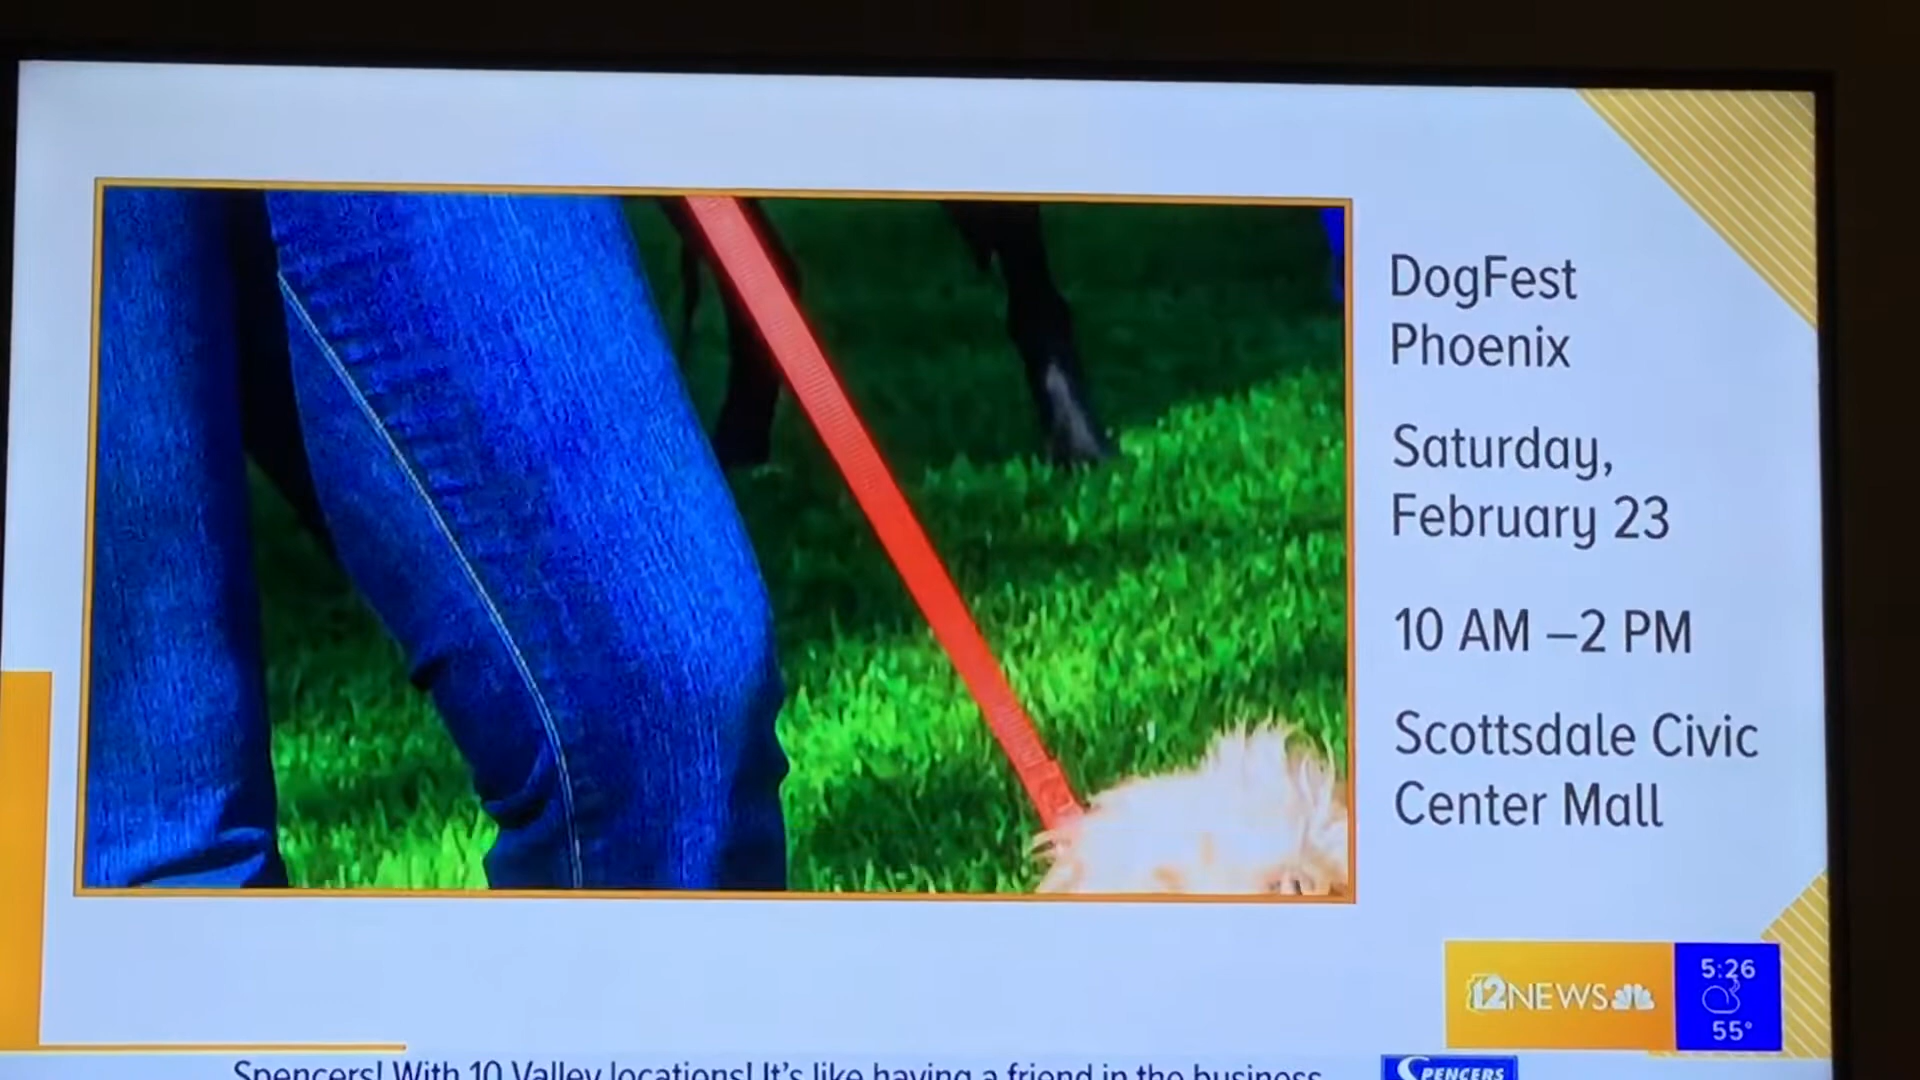 DogFest
Phoenix
Saturday,
February 23
10 AM –2 PM
Scottsdale Civic
Center Mall
12NEWS
5:26
55°
Spencers! With 10 Valley locations! It's like having a friend in the business
SPENCERS